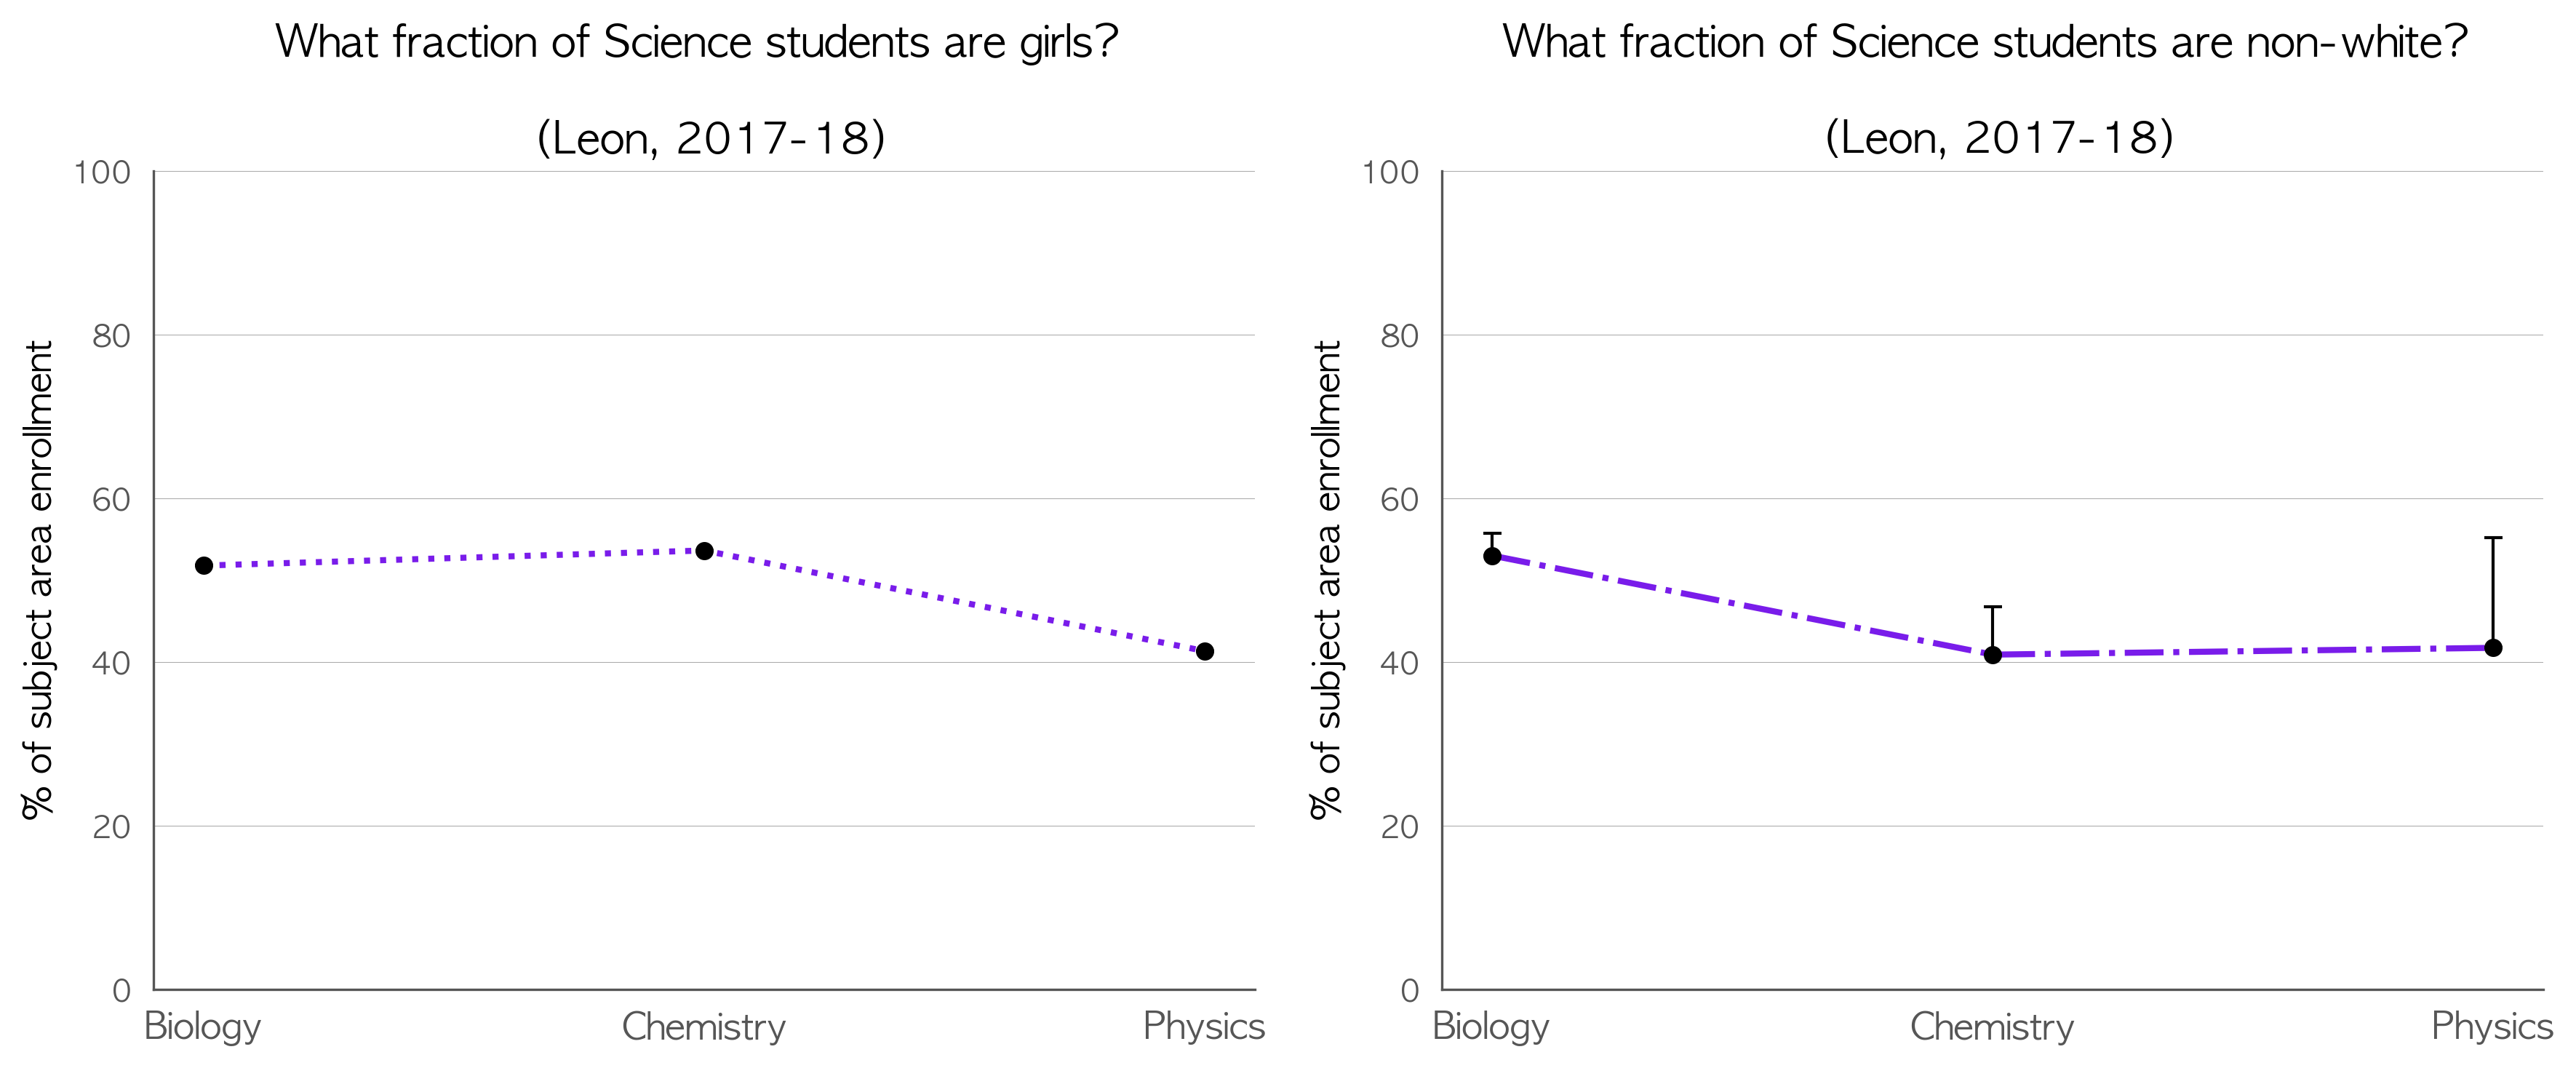 What fraction of Science students are girls?
(Leon, 2017-18)
% of subject area enrollment
100
80
60
40
20
0
Biology
Chemistry
Physics
What fraction of Science students are non-white?
(Leon, 2017-18)
% of subject area enrollment
100
80
60
40
20
0
Biology
Chemistry
Physics